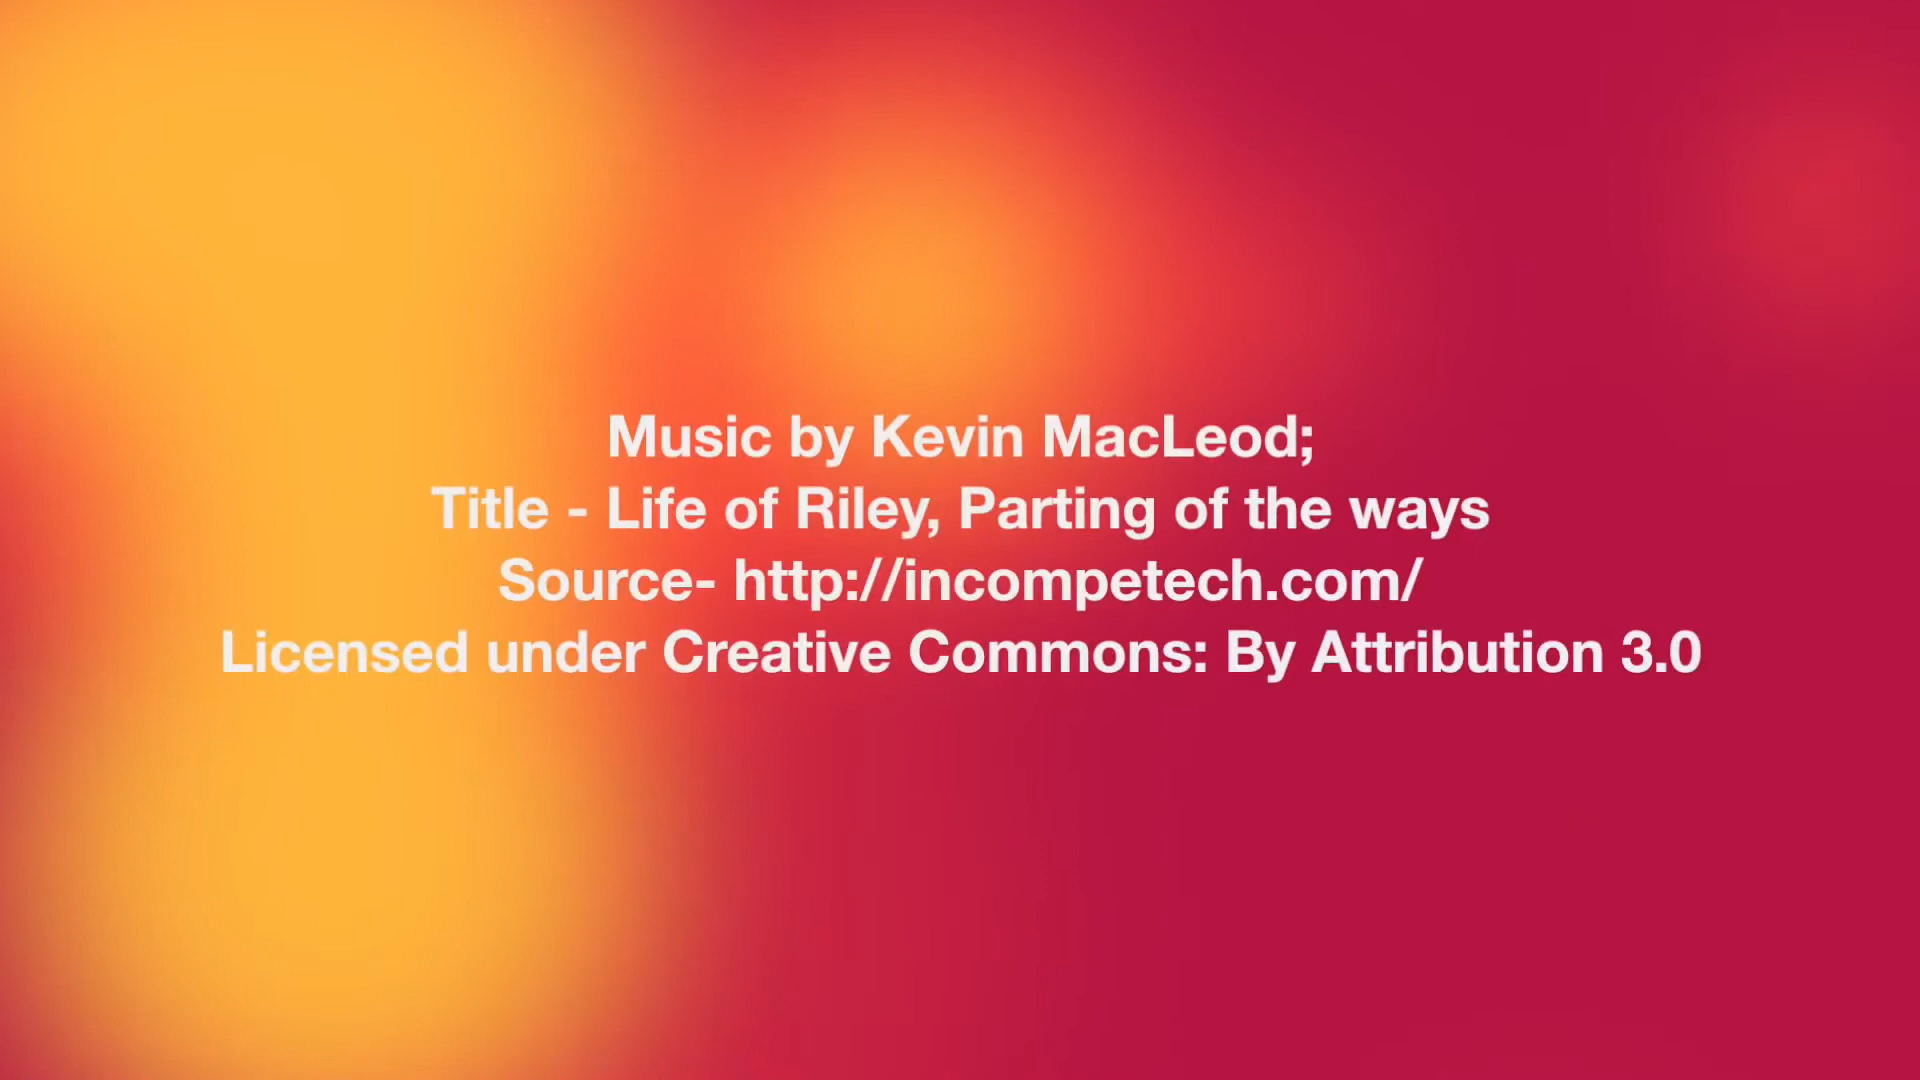 Music by Kevin MacLeod;
Title - Life of Riley, Parting of the ways
Source- http://incompetech.com/
Licensed under Creative Commons: By Attribution 3.0